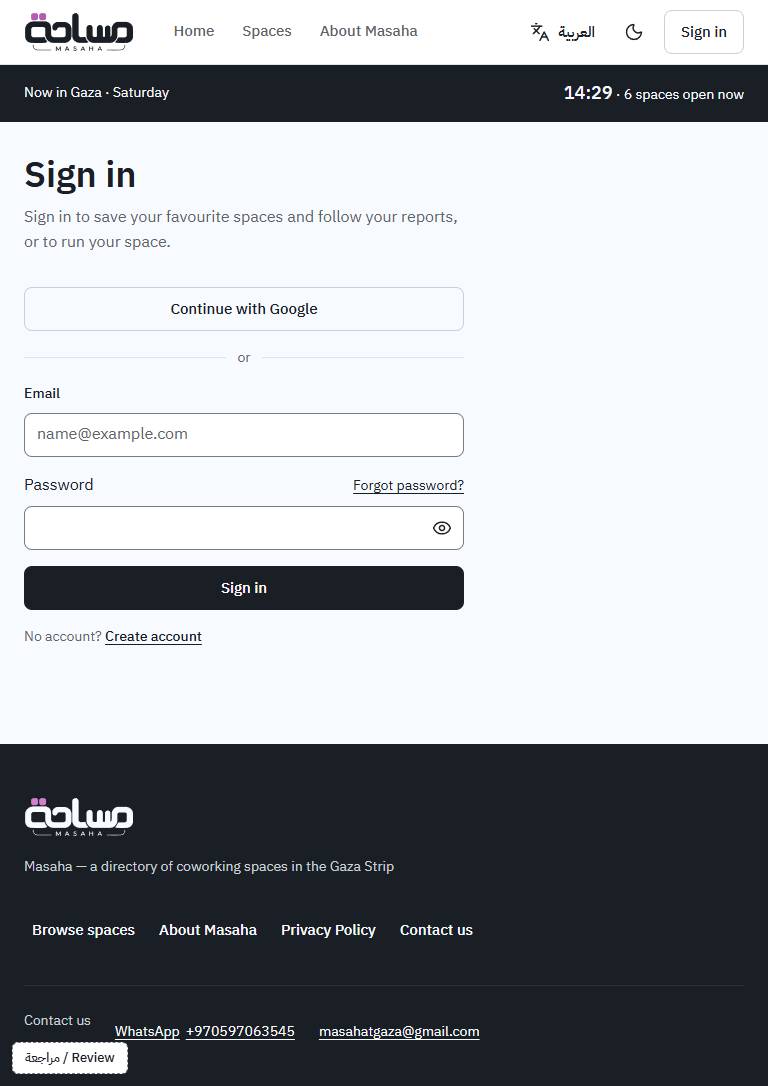 مساحة
MASAHA
Home
Spaces
About Masaha
العربية
Sign in
Now in Gaza · Saturday
14:29 · 6 spaces open now
Sign in
Sign in to save your favourite spaces and follow your reports,
or to run your space.
Continue with Google
or
Email
name@example.com
Password
Forgot password?
Sign in
No account? Create account
مساحة
MASAHA
Masaha — a directory of coworking spaces in the Gaza Strip
Browse spaces
About Masaha
Privacy Policy
Contact us
Contact us
WhatsApp +970597063545
masahatgaza@gmail.com
مراجعة / Review